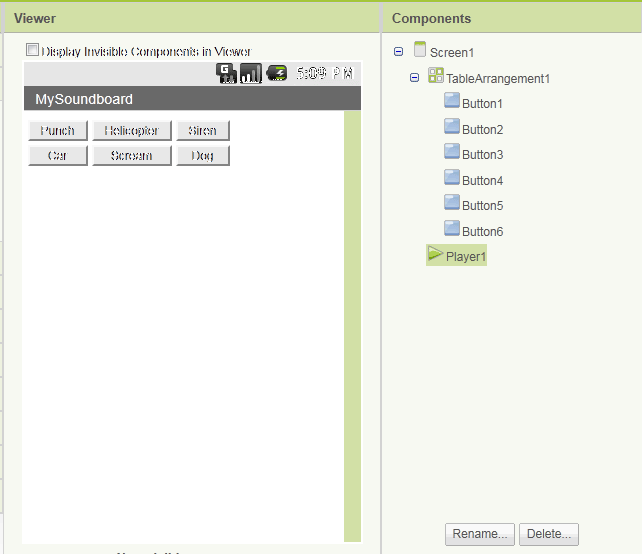 Viewer
Display Invisible Components in Viewer
5:09 PM
MySoundboard
Punch Helicopter Siren
Car Scream Dog
Components
Screen1
TableArrangement1
Button1
Button2
Button3
Button4
Button5
Button6
Player1
Rename... Delete...